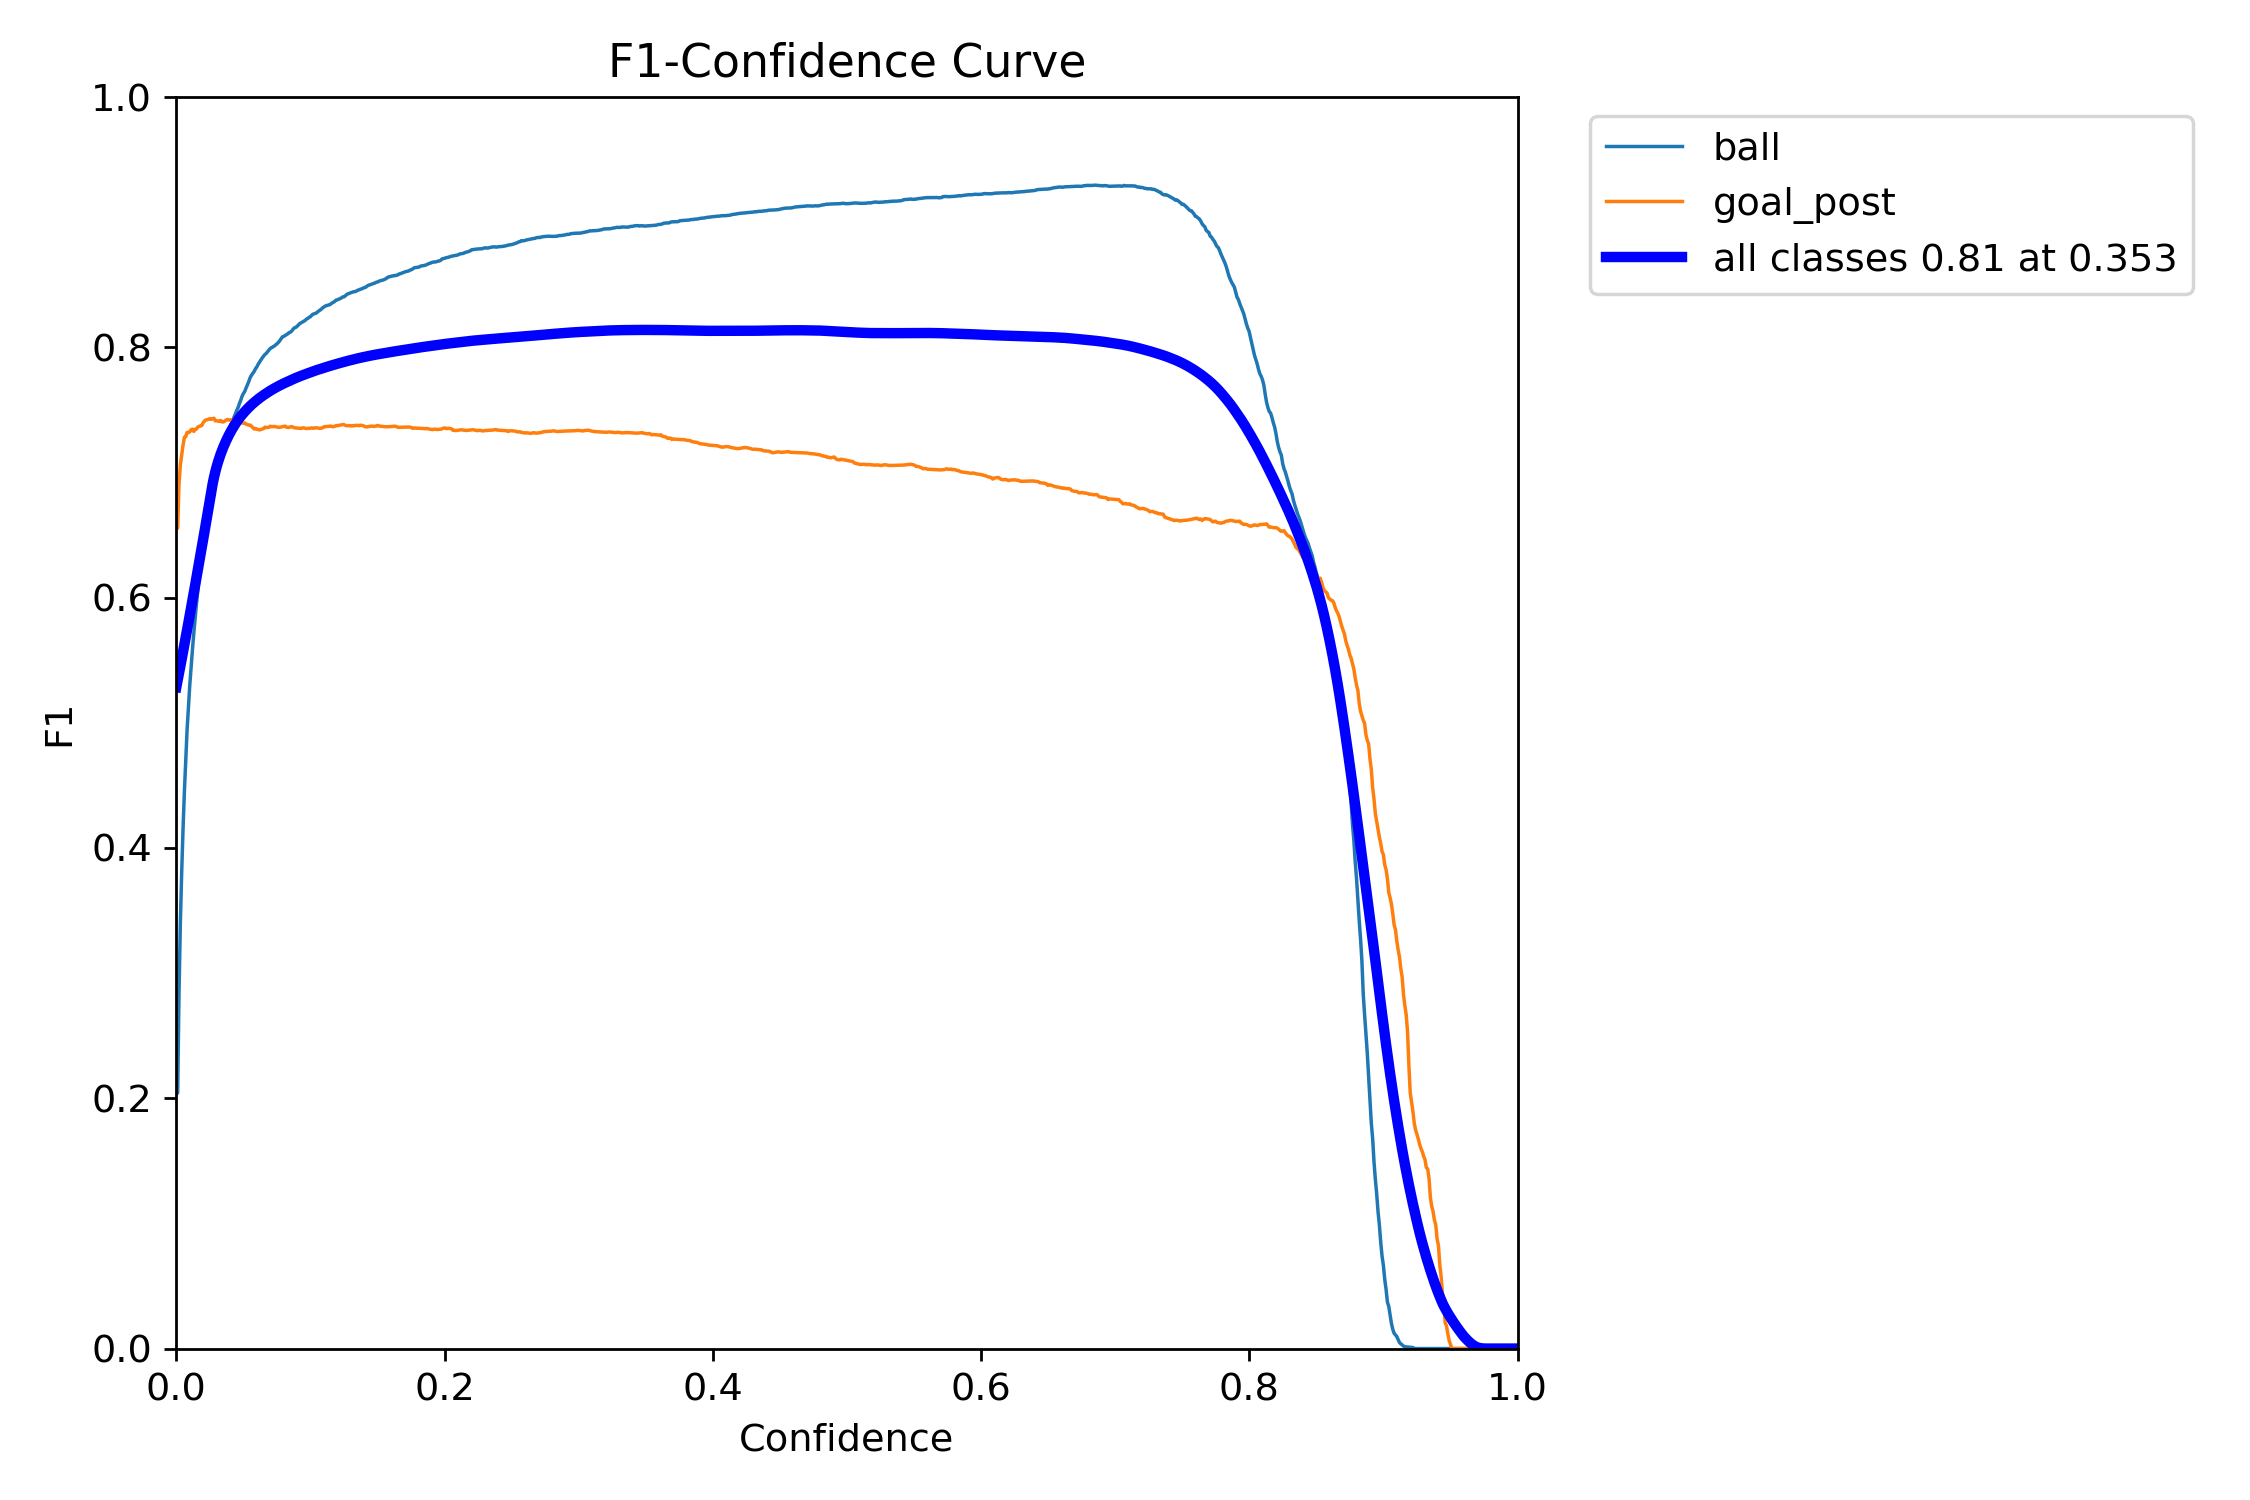 F1-Confidence Curve
1.0
0.8
0.6
0.4
0.2
0.0
F1
0.0 0.2 0.4 0.6 0.8 1.0
Confidence
ball
goal_post
all classes 0.81 at 0.353